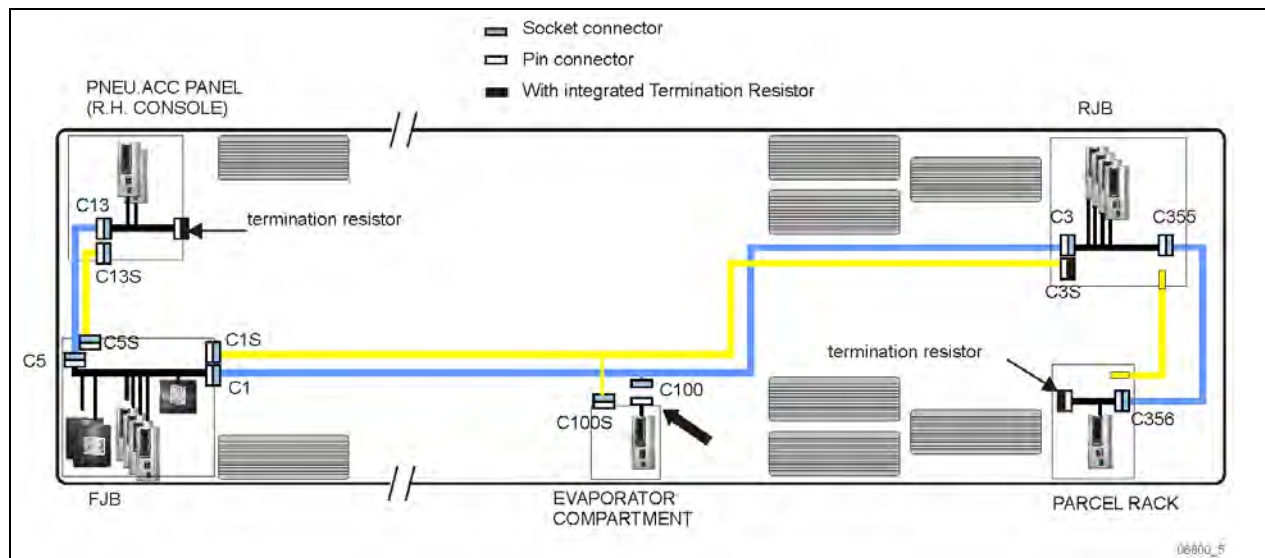 Socket connector
Pin connector
With integrated Termination Resistor
PNEU.ACC PANEL
(R.H. CONSOLE)
RJB
C13
termination resistor
C3
C355
C13S
C3S
C5
C5S
C1S
C1
termination resistor
C100
C100S
C356
FJB
EVAPORATOR
COMPARTMENT
PARCEL RACK
06800_5